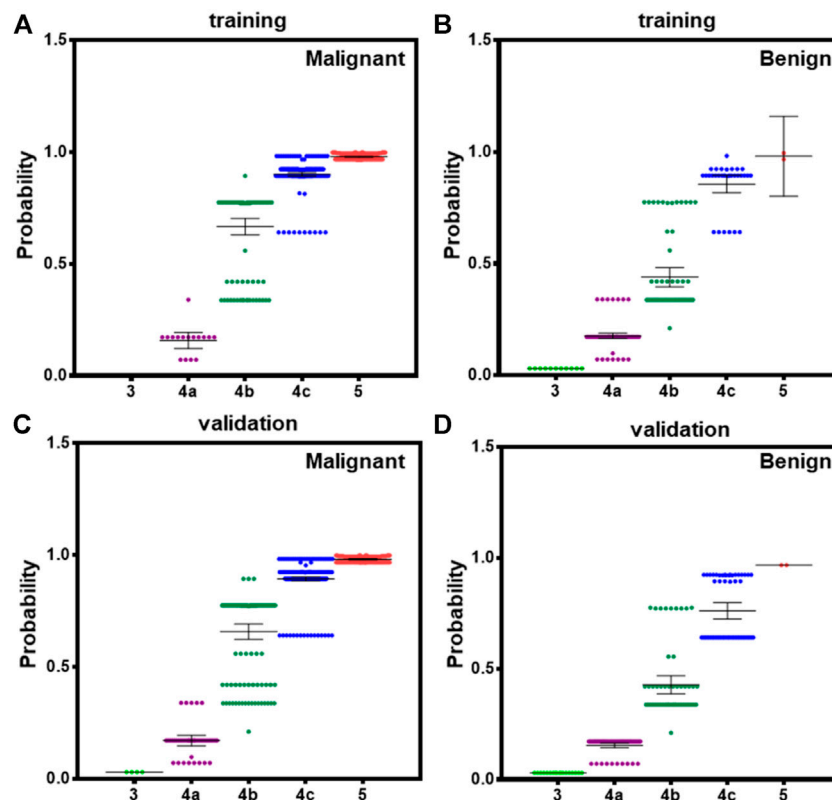 A
training
Malignant
Probability
1.5
1.0
0.5
0.0
3 4a 4b 4c 5
B
training
Benign
Probability
1.5
1.0
0.5
0.0
3 4a 4b 4c 5
C
validation
Malignant
Probability
1.5
1.0
0.5
0.0
3 4a 4b 4c 5
D
validation
Benign
Probability
1.5
1.0
0.5
0.0
3 4a 4b 4c 5